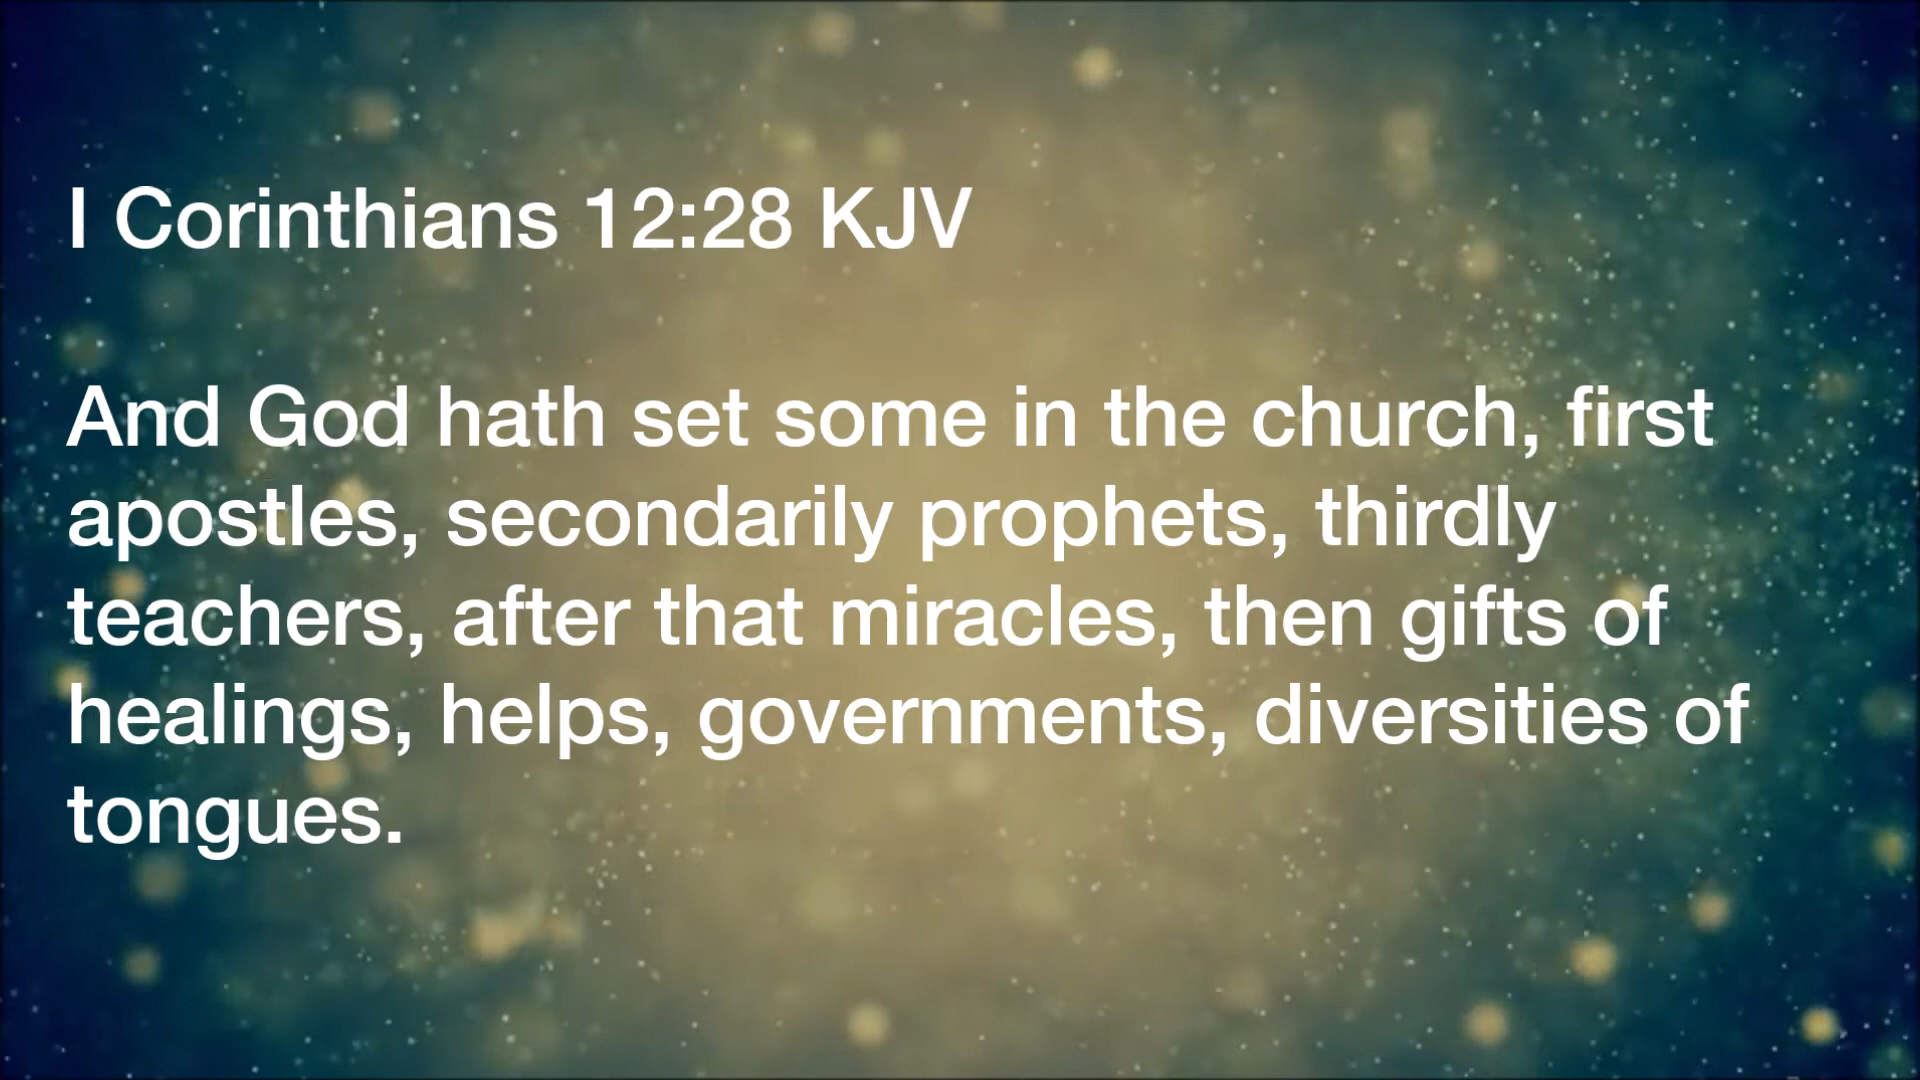 I Corinthians 12:28 KJV
And God hath set some in the church, first
apostles, secondarily prophets, thirdly
teachers, after that miracles, then gifts of
healings, helps, governments, diversities of
tongues.